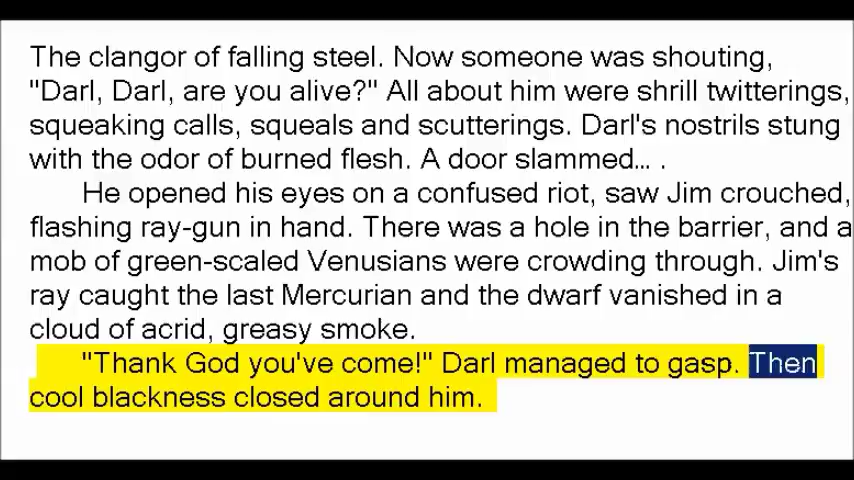 The clangor of falling steel. Now someone was shouting,
"Darl, Darl, are you alive?" All about him were shrill twitterings,
squeaking calls, squeals and scutterings. Darl's nostrils stung
with the odor of burned flesh. A door slammed... .
He opened his eyes on a confused riot, saw Jim crouched,
flashing ray-gun in hand. There was a hole in the barrier, and a
mob of green-scaled Venusians were crowding through. Jim's
ray caught the last Mercurian and the dwarf vanished in a
cloud of acrid, greasy smoke.
"Thank God you've come!" Darl managed to gasp. Then
cool blackness closed around him.